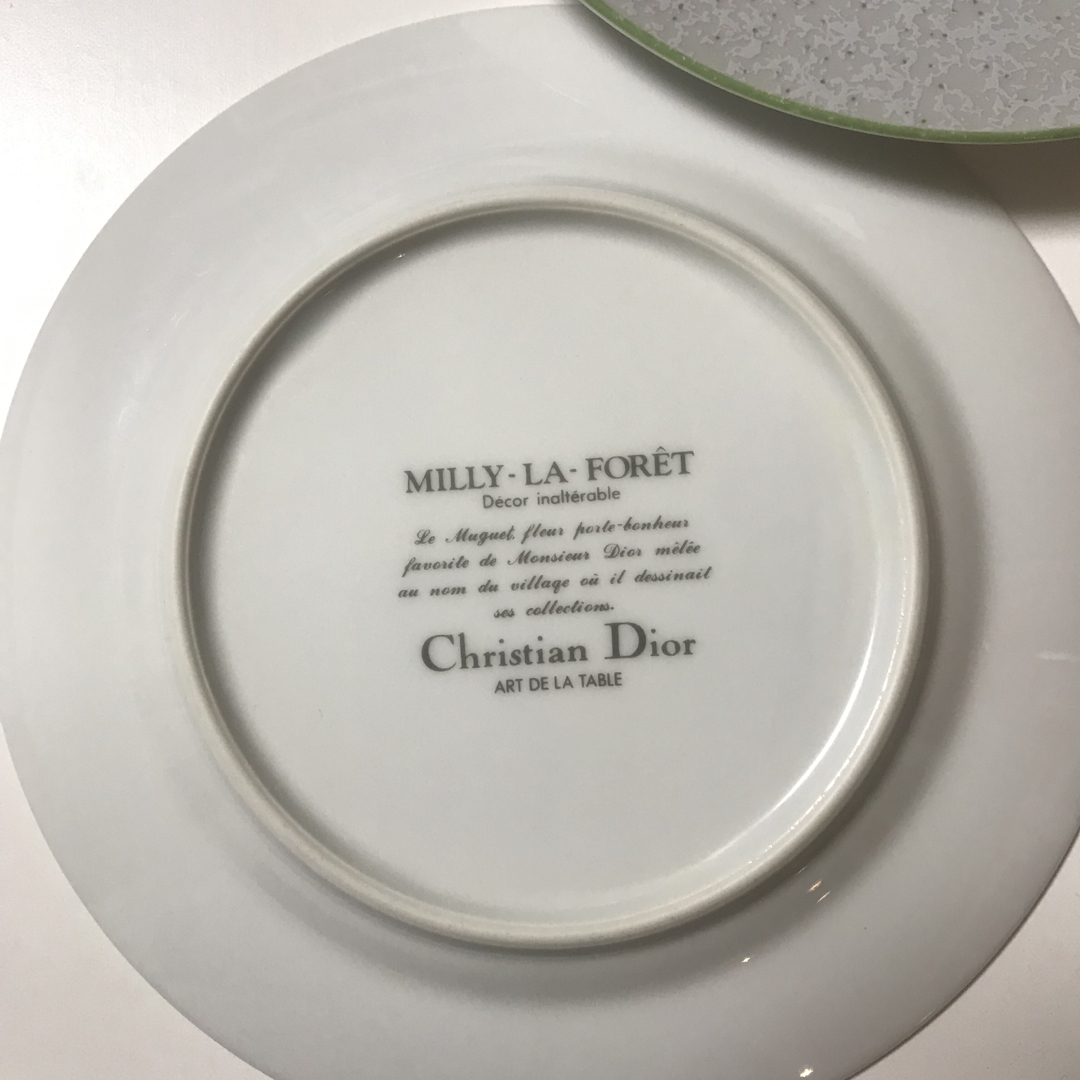 MILLY-LA-FORÊT
Décor inaltérable
Le Muguet, fleur porte-bonheur
favorite de Monsieur Dior mêlée
au nom du village où il dessinait
ses collections.
Christian Dior
ART DE LA TABLE